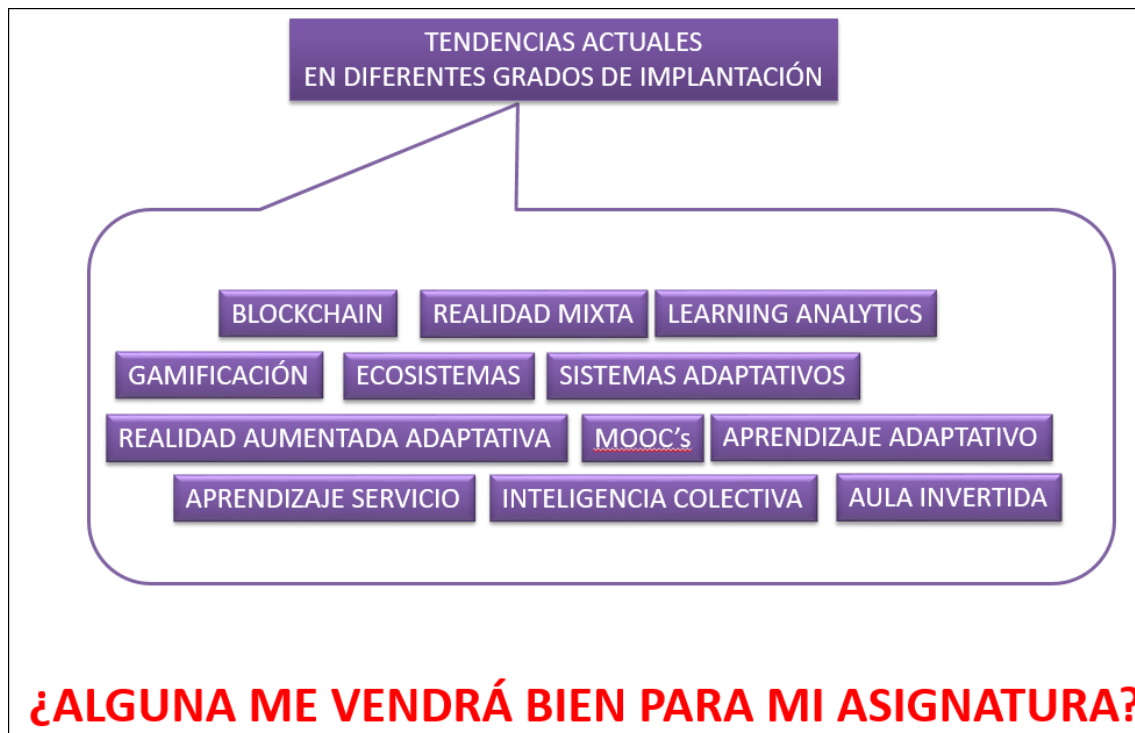 TENDENCIAS ACTUALES
EN DIFERENTES GRADOS DE IMPLANTACIÓN
BLOCKCHAIN REALIDAD MIXTA LEARNING ANALYTICS
GAMIFICACIÓN ECOSISTEMAS SISTEMAS ADAPTATIVOS
REALIDAD AUMENTADA ADAPTATIVA MOOC’s APRENDIZAJE ADAPTATIVO
APRENDIZAJE SERVICIO INTELIGENCIA COLECTIVA AULA INVERTIDA
¿ALGUNA ME VENDRÁ BIEN PARA MI ASIGNATURA?